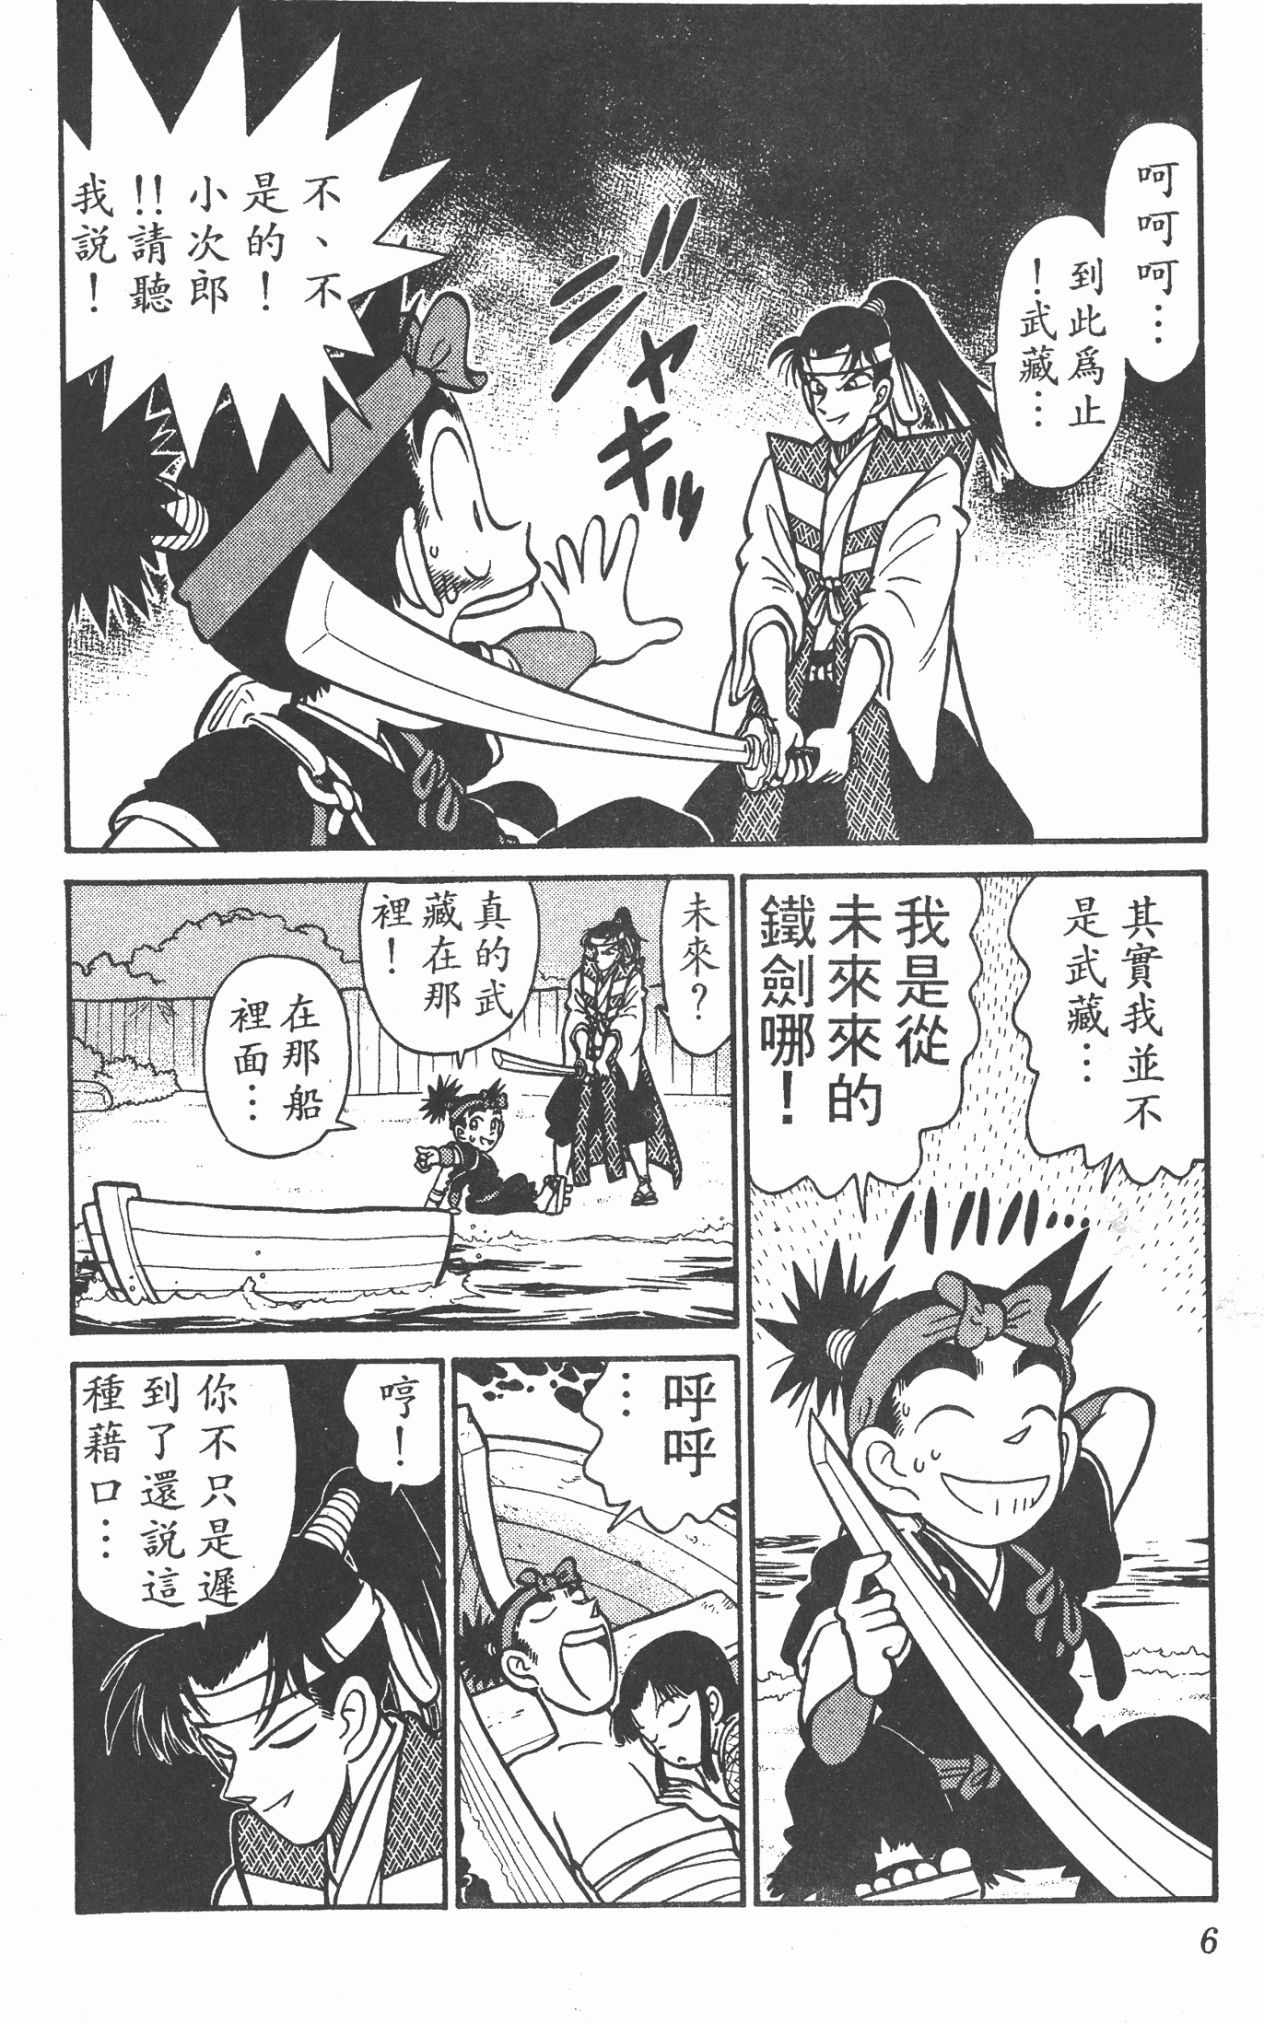 呵呵呵…
到此為止
！武藏…
ジャキッ
不、不
是的！
小次郎
!!請聽
我説！
其實我並不
是武藏…
我是從
未來來的
鐵劍哪！
ハハハ…
未來？
真的武
藏在那
裡！
在那船
裡面…
呼呼
…
哼！
你不只是遲
到了還説這
種藉口…
6